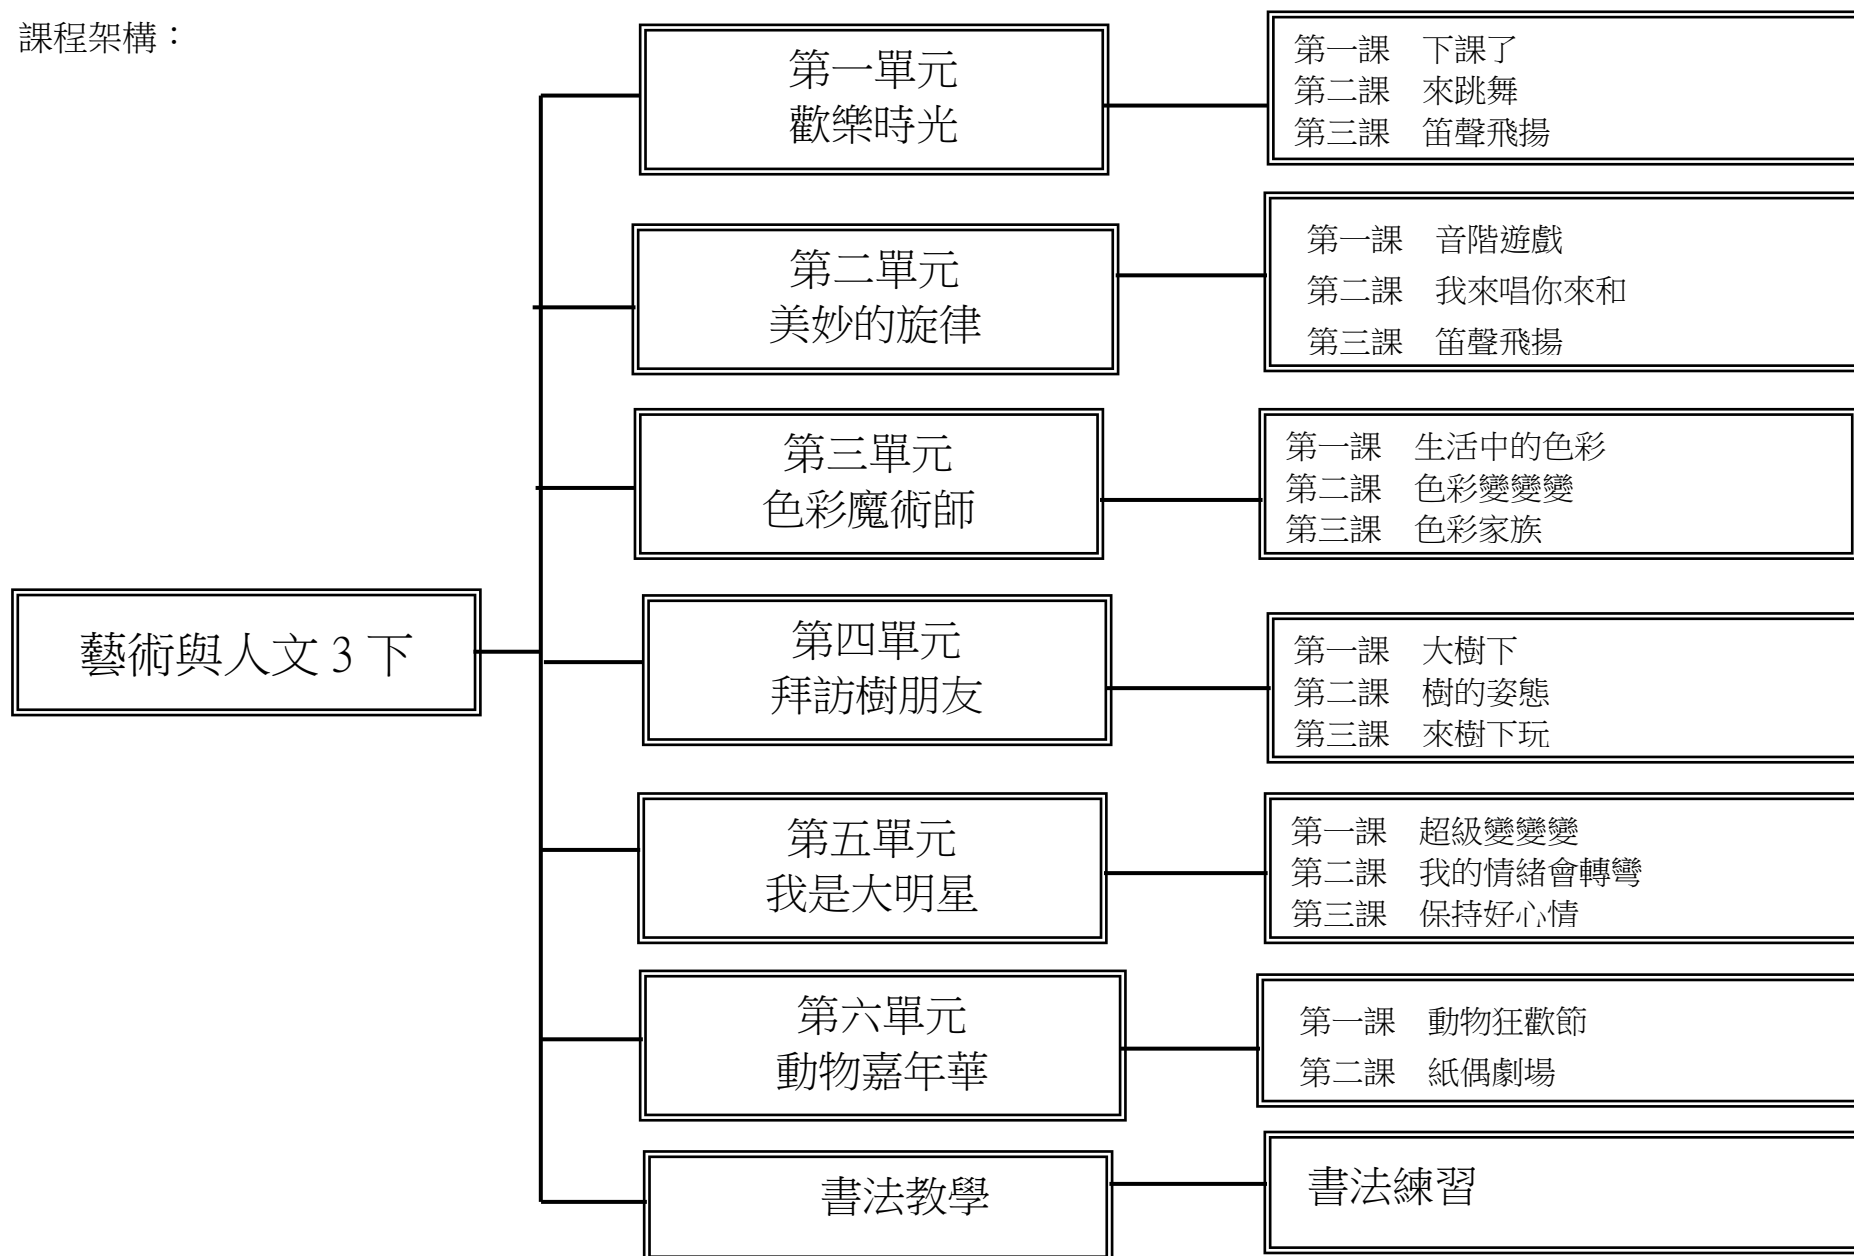 課程架構：
藝術與人文3下
第一單元
歡樂時光
第一課　下課了
第二課　來跳舞
第三課　笛聲飛揚
第二單元
美妙的旋律
第一課　音階遊戲
第二課　我來唱你來和
第三課　笛聲飛揚
第三單元
色彩魔術師
第一課　生活中的色彩
第二課　色彩變變變
第三課　色彩家族
第四單元
拜訪樹朋友
第一課　大樹下
第二課　樹的姿態
第三課　來樹下玩
第五單元
我是大明星
第一課　超級變變變
第二課　我的情緒會轉彎
第三課　保持好心情
第六單元
動物嘉年華
第一課　動物狂歡節
第二課　紙偶劇場
書法教學
書法練習